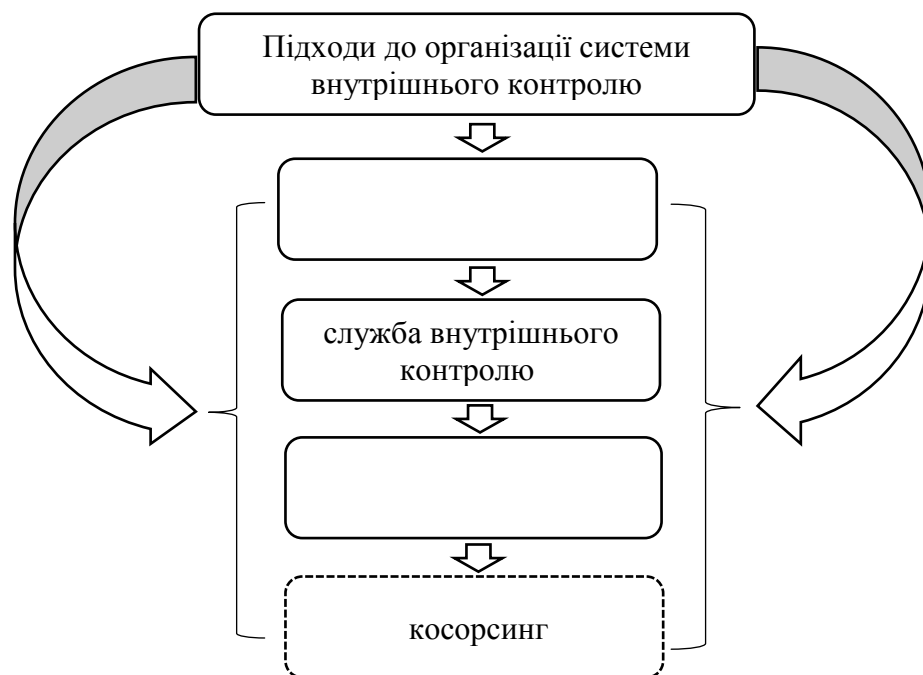 Підходи до організації системи
внутрішнього контролю
служба внутрішнього
контролю
косорсинг